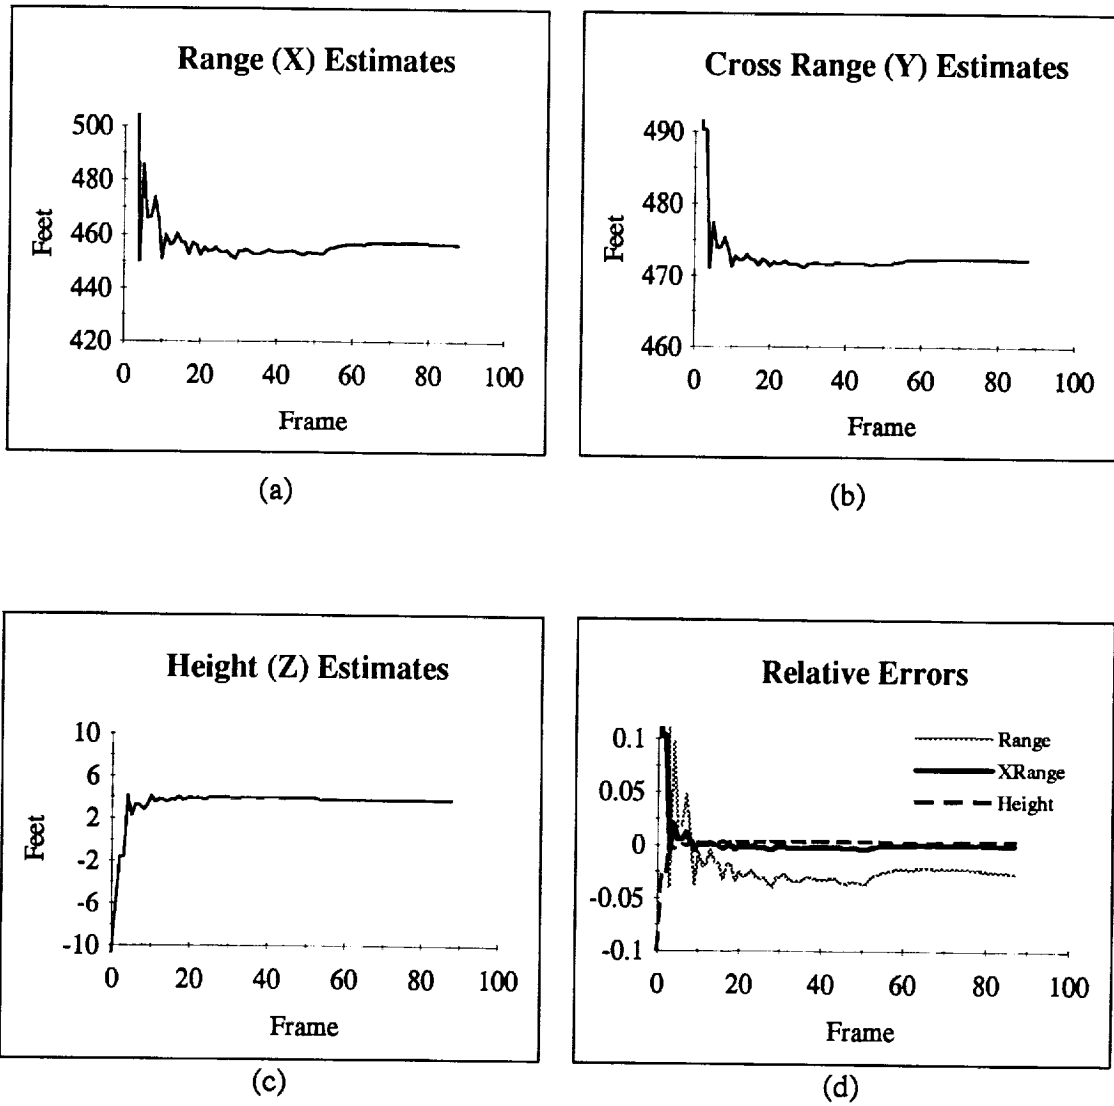 Range (X) Estimates
500
480
460
440
420
Feet
0 20 40 60 80 100
Frame
(a)
Cross Range (Y) Estimates
490
480
470
460
Feet
0 20 40 60 80 100
Frame
(b)
Height (Z) Estimates
10
6
2
-2
-6
-10
Feet
0 20 40 60 80 100
Frame
(c)
Relative Errors
0.1
0.05
0
-0.05
-0.1
Range
XRange
Height
0 20 40 60 80 100
Frame
(d)